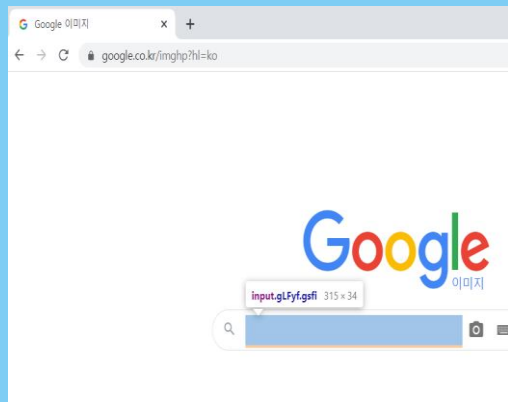 Google 이미지
google.co.kr/imghp?hl=ko
Google
이미지
input.gLFyf.gsfi 315 × 34